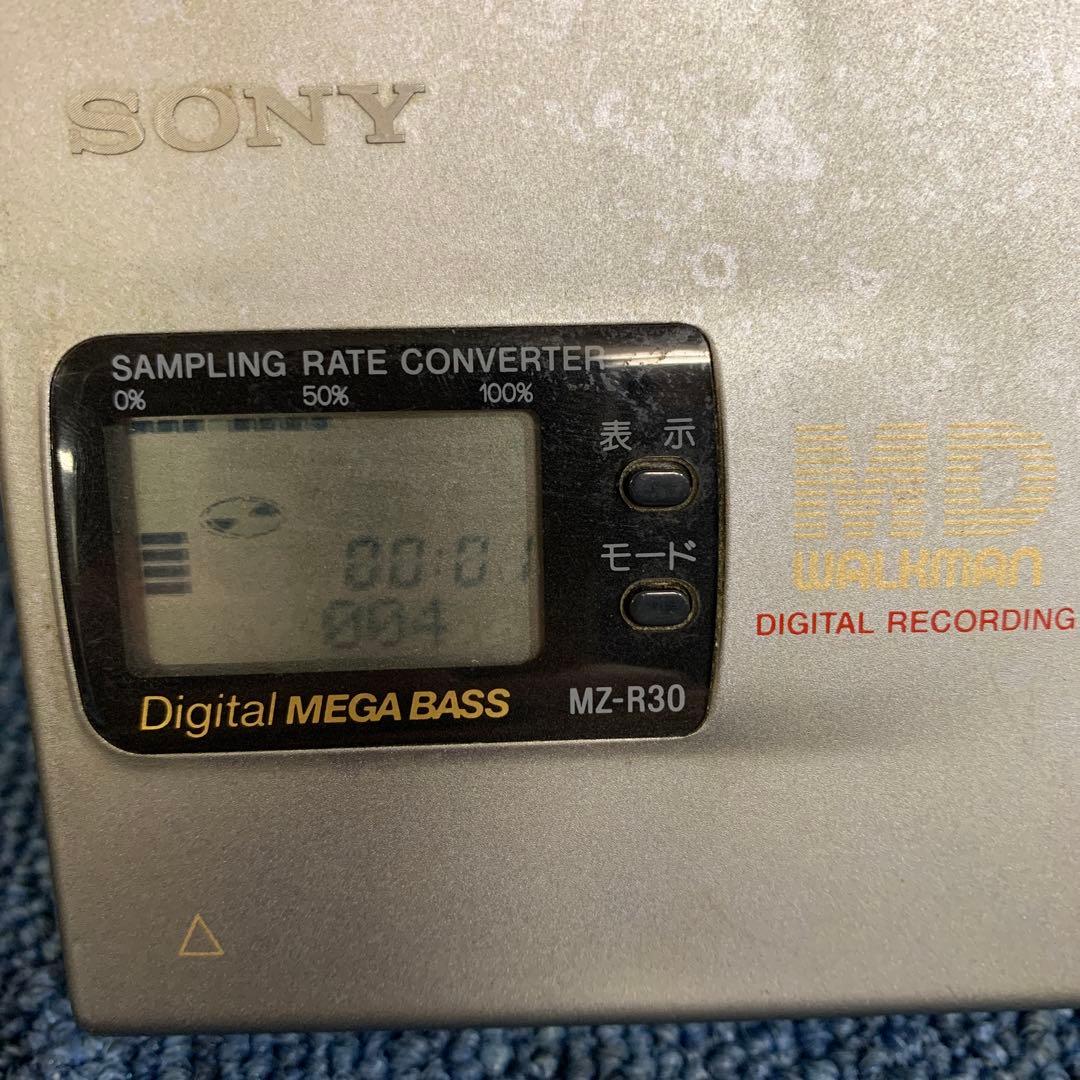 SONY
SAMPLING RATE CONVERTER
0% 50% 100%
表示
00:01
モード
004
Digital MEGA BASS
MZ-R30
MD
WALKMAN
DIGITAL RECORDING